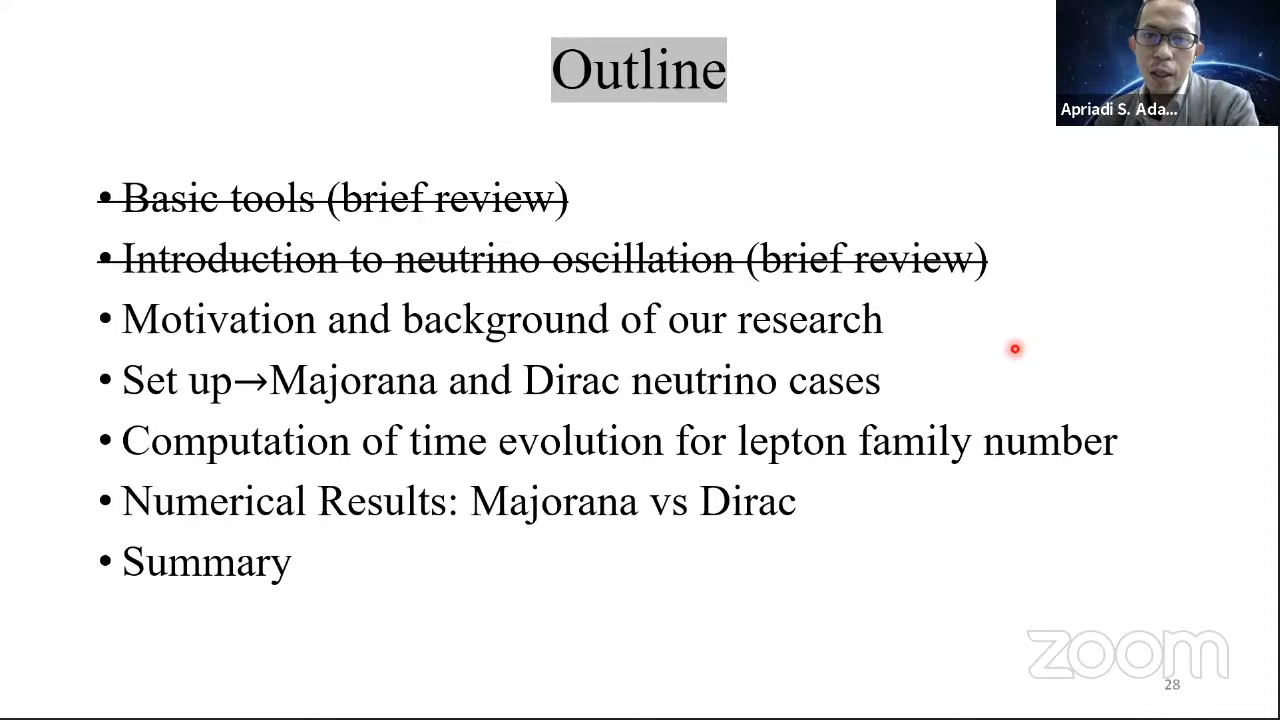 Outline
Apriadi S. Ada...
• Basic tools (brief review)
• Introduction to neutrino oscillation (brief review)
• Motivation and background of our research
• Set up→Majorana and Dirac neutrino cases
• Computation of time evolution for lepton family number
• Numerical Results: Majorana vs Dirac
• Summary
zoom
28